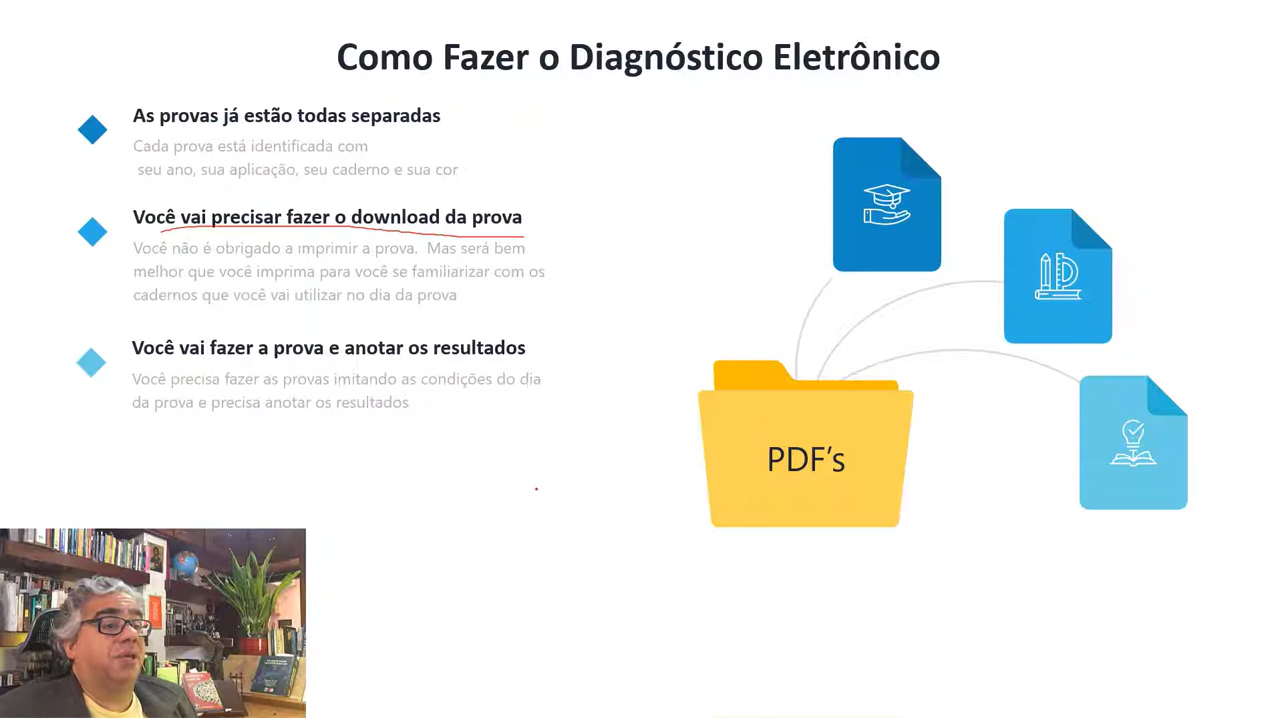 Como Fazer o Diagnóstico Eletrônico
As provas já estão todas separadas
Cada prova está identificada com
seu ano, sua aplicação, seu caderno e sua cor
Você vai precisar fazer o download da prova
Você não é obrigado a imprimir a prova. Mas será bem
melhor que você imprima para você se familiarizar com os
cadernos que você vai utilizar no dia da prova
Você vai fazer a prova e anotar os resultados
Você precisa fazer as provas imitando as condições do dia
da prova e precisa anotar os resultados
PDF’s